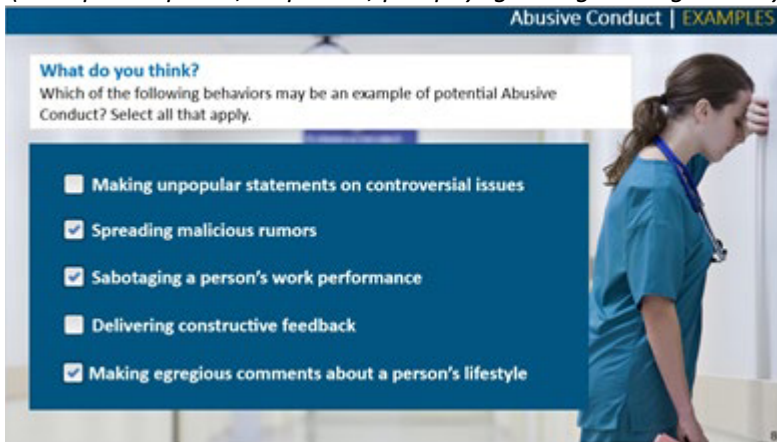 Abusive Conduct | EXAMPLES
What do you think?
Which of the following behaviors may be an example of potential Abusive
Conduct? Select all that apply.
Making unpopular statements on controversial issues
Spreading malicious rumors
Sabotaging a person's work performance
Delivering constructive feedback
Making egregious comments about a person's lifestyle